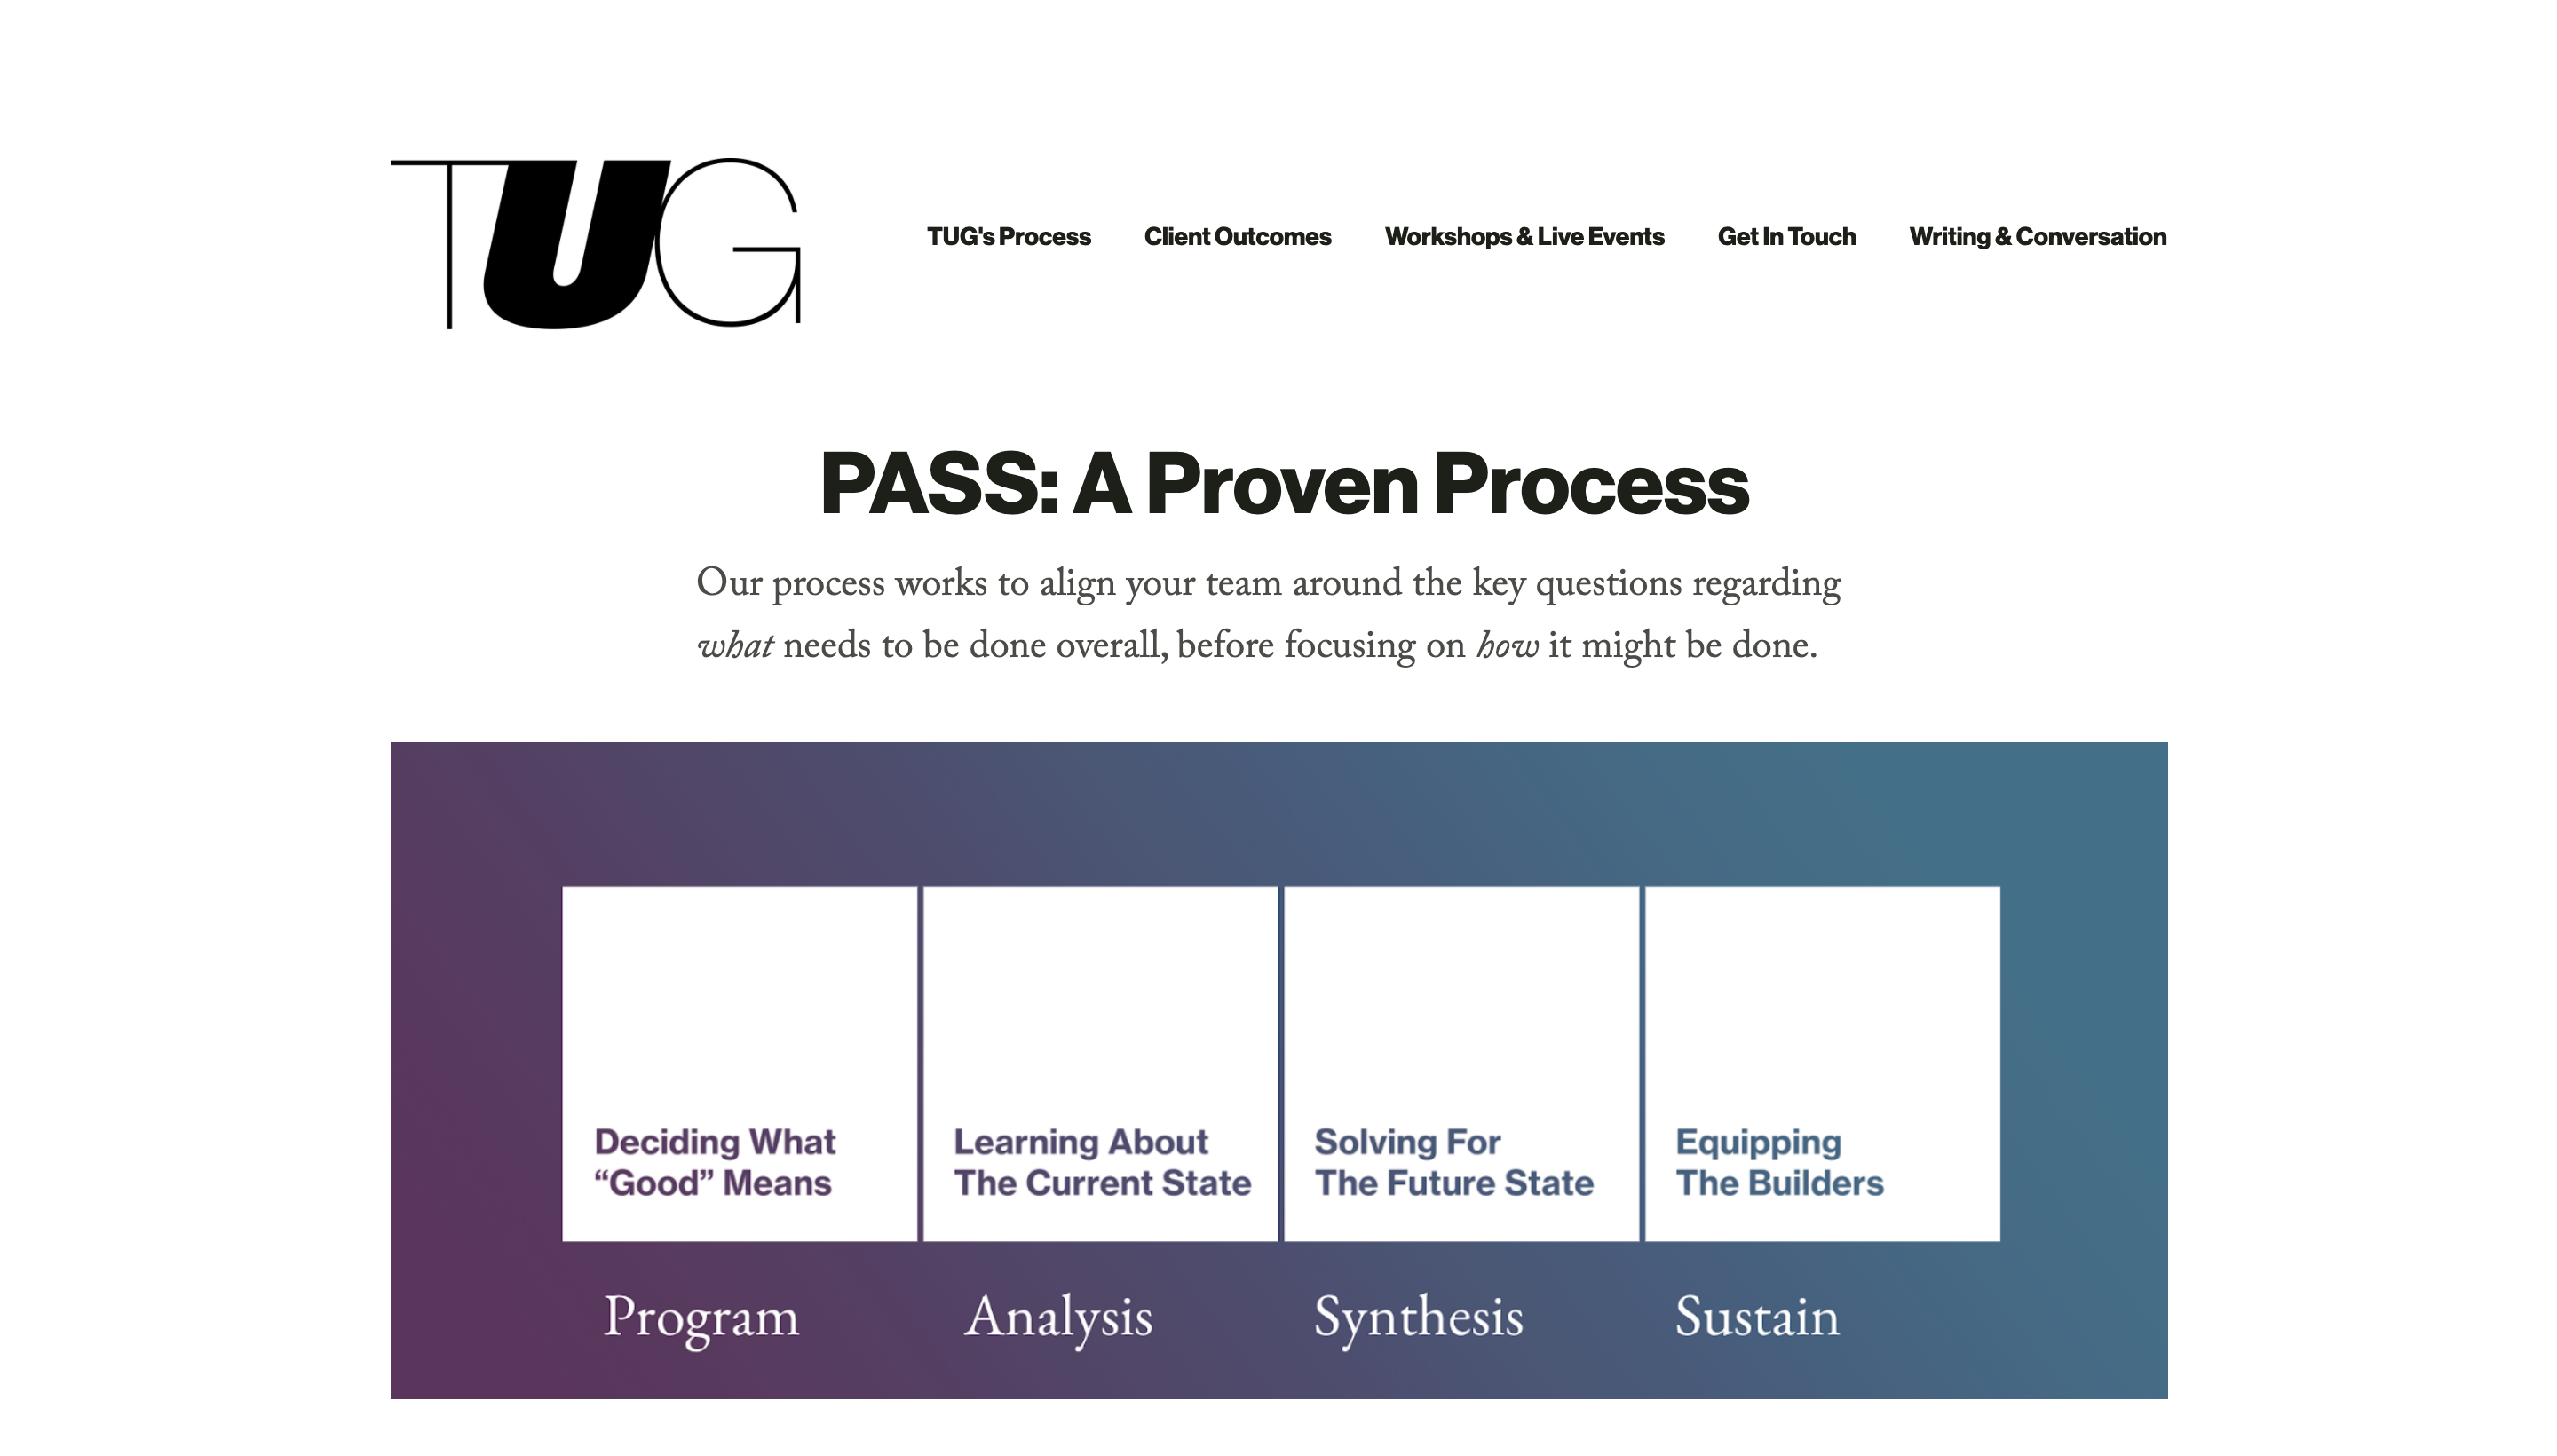 TUG
TUG's Process
Client Outcomes
Workshops & Live Events
Get In Touch
Writing & Conversation
PASS: A Proven Process
Our process works to align your team around the key questions regarding
what needs to be done overall, before focusing on how it might be done.
Deciding What
“Good” Means
Learning About
The Current State
Solving For
The Future State
Equipping
The Builders
Program
Analysis
Synthesis
Sustain